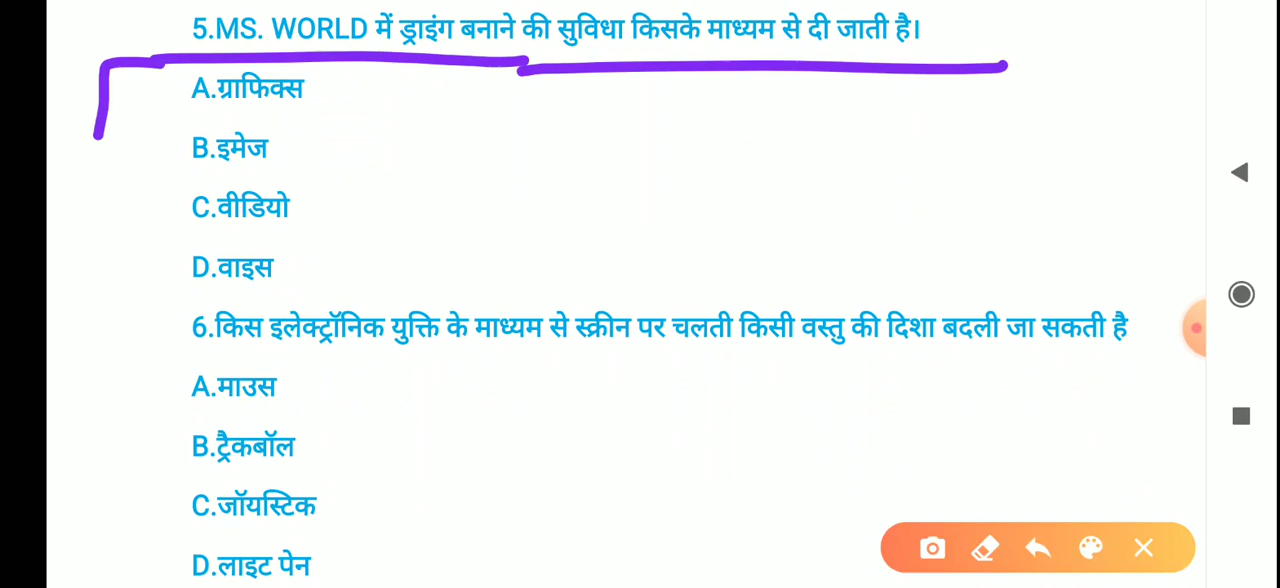 5.MS. WORLD में ड्राइंग बनाने की सुविधा किसके माध्यम से दी जाती है।
A.ग्राफिक्स
B.इमेज
C.वीडियो
D.वाइस
6.किस इलेक्ट्रॉनिक युक्ति के माध्यम से स्क्रीन पर चलती किसी वस्तु की दिशा बदली जा सकती है
A.माउस
B.ट्रैकबॉल
C.जॉयस्टिक
D.लाइट पेन